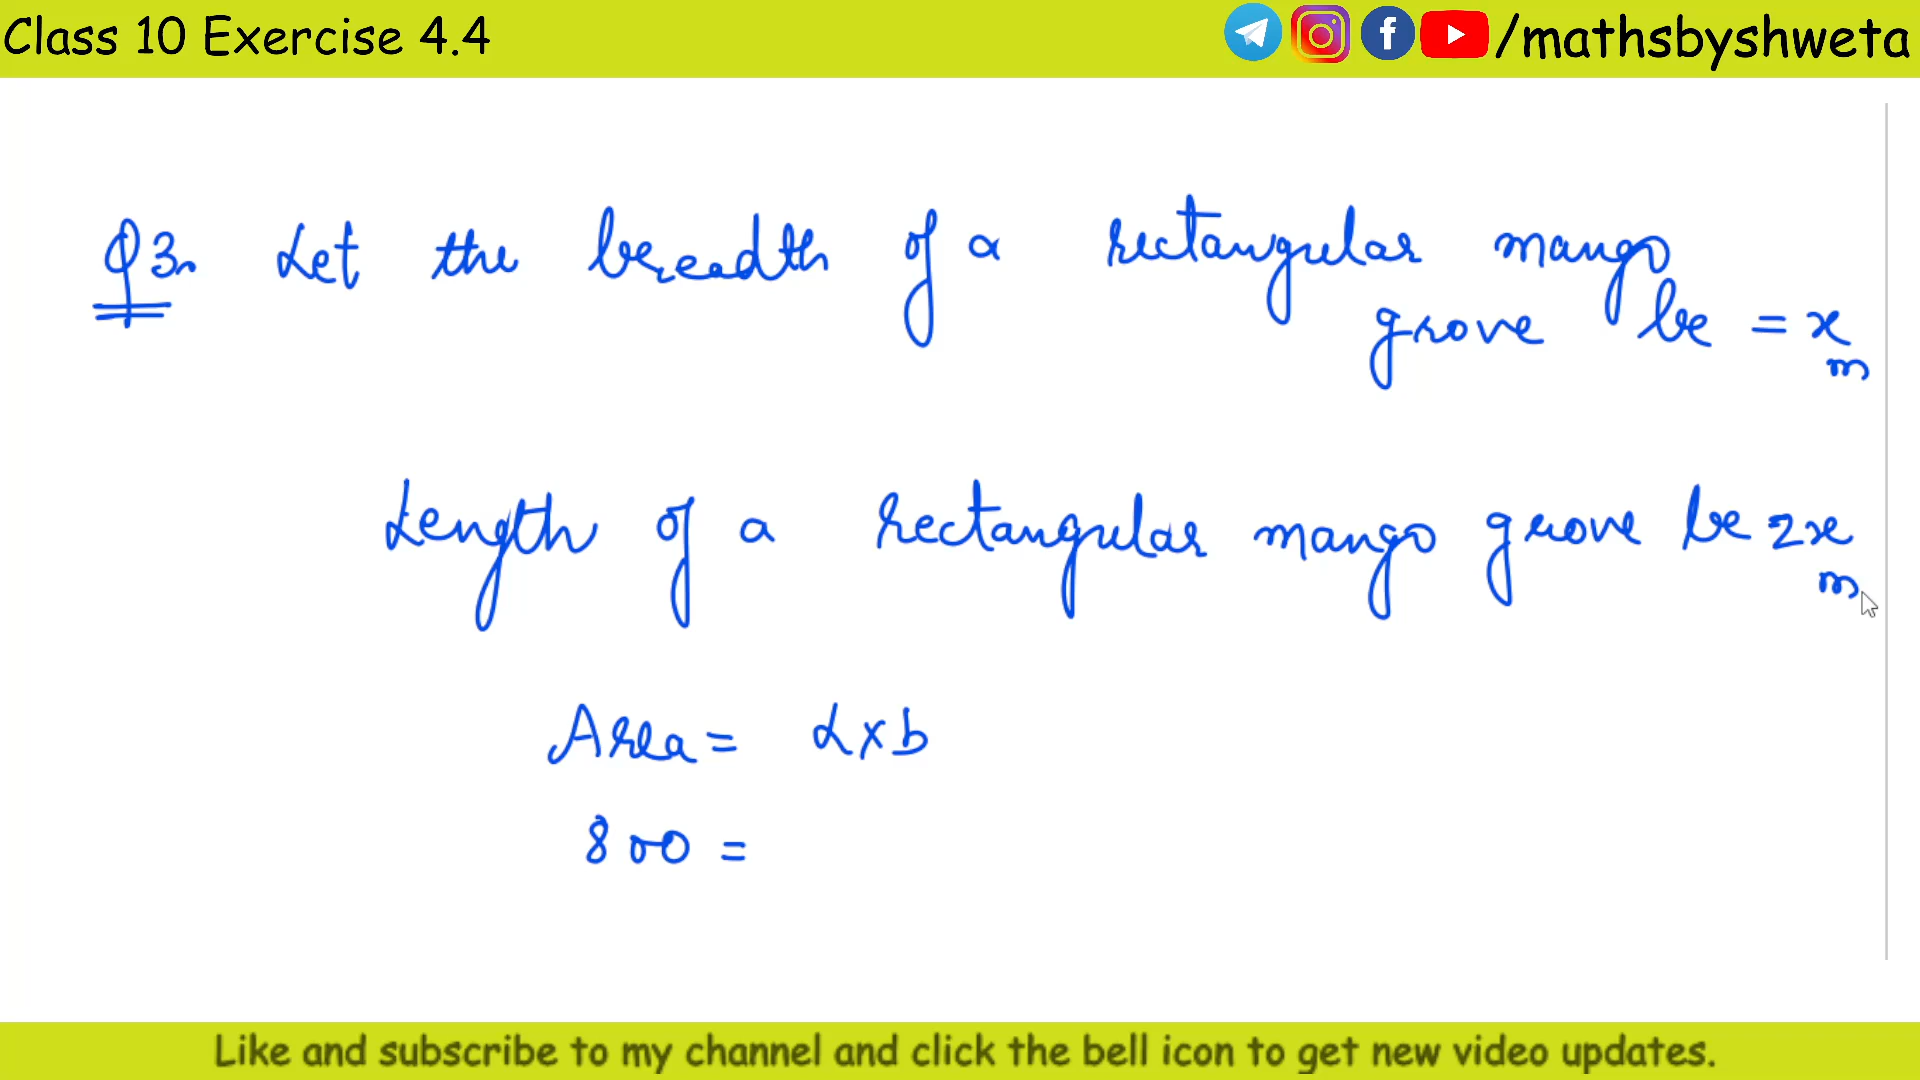 Class 10 Exercise 4.4
/mathsbyshweta
Q3. Let the breadth of a rectangular mango
grove be = x
m
Length of a rectangular mango grove be 2x
m
Area = L x b
800 =
Like and subscribe to my channel and click the bell icon to get new video updates.